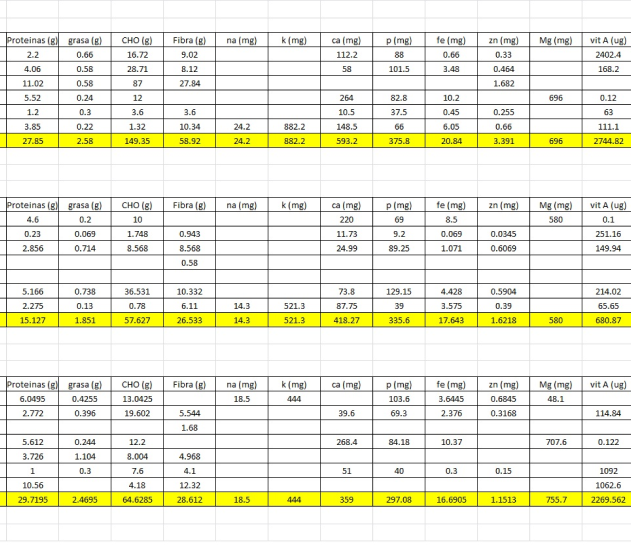 Proteinas (g) grasa (g) CHO (g) Fibra (g) na (mg) k (mg) ca (mg) p (mg) fe (mg) zn (mg) Mg (mg) vit A (ug)
2.2 0.66 16.72 9.02 112.2 88 0.66 0.33 2402.4
4.06 0.58 28.71 8.12 58 101.5 3.48 0.464 168.2
11.02 0.58 87 27.84 1.682
5.52 0.24 12 264 82.8 10.2 696 0.12
1.2 0.3 3.6 3.6 10.5 37.5 0.45 0.255 63
3.85 0.22 1.32 10.34 24.2 882.2 148.5 66 6.05 0.66 111.1
27.85 2.58 149.35 58.92 24.2 882.2 593.2 375.8 20.84 3.391 696 2744.82
Proteinas (g) grasa (g) CHO (g) Fibra (g) na (mg) k (mg) ca (mg) p (mg) fe (mg) zn (mg) Mg (mg) vit A (ug)
4.6 0.2 10 220 69 8.5 580 0.1
0.23 0.069 1.748 0.943 11.73 9.2 0.069 0.0345 251.16
2.856 0.714 8.568 8.568 24.99 89.25 1.071 0.6069 149.94
0.58
5.166 0.738 36.531 10.332 73.8 129.15 4.428 0.5904 214.02
2.275 0.13 0.78 6.11 14.3 521.3 87.75 39 3.575 0.39 65.65
15.127 1.851 57.627 26.533 14.3 521.3 418.27 335.6 17.643 1.6218 580 680.87
Proteinas (g) grasa (g) CHO (g) Fibra (g) na (mg) k (mg) ca (mg) p (mg) fe (mg) zn (mg) Mg (mg) vit A (ug)
6.0495 0.4255 13.0425 18.5 444 103.6 3.6445 0.6845 48.1
2.772 0.396 19.602 5.544 39.6 69.3 2.376 0.3168 114.84
1.68
5.612 0.244 12.2 268.4 84.18 10.37 707.6 0.122
3.726 1.104 8.004 4.968
1 0.3 7.6 4.1 51 40 0.3 0.15 1092
10.56 4.18 12.32 1062.6
29.7195 2.4695 64.6285 28.612 18.5 444 359 297.08 16.6905 1.1513 755.7 2269.562